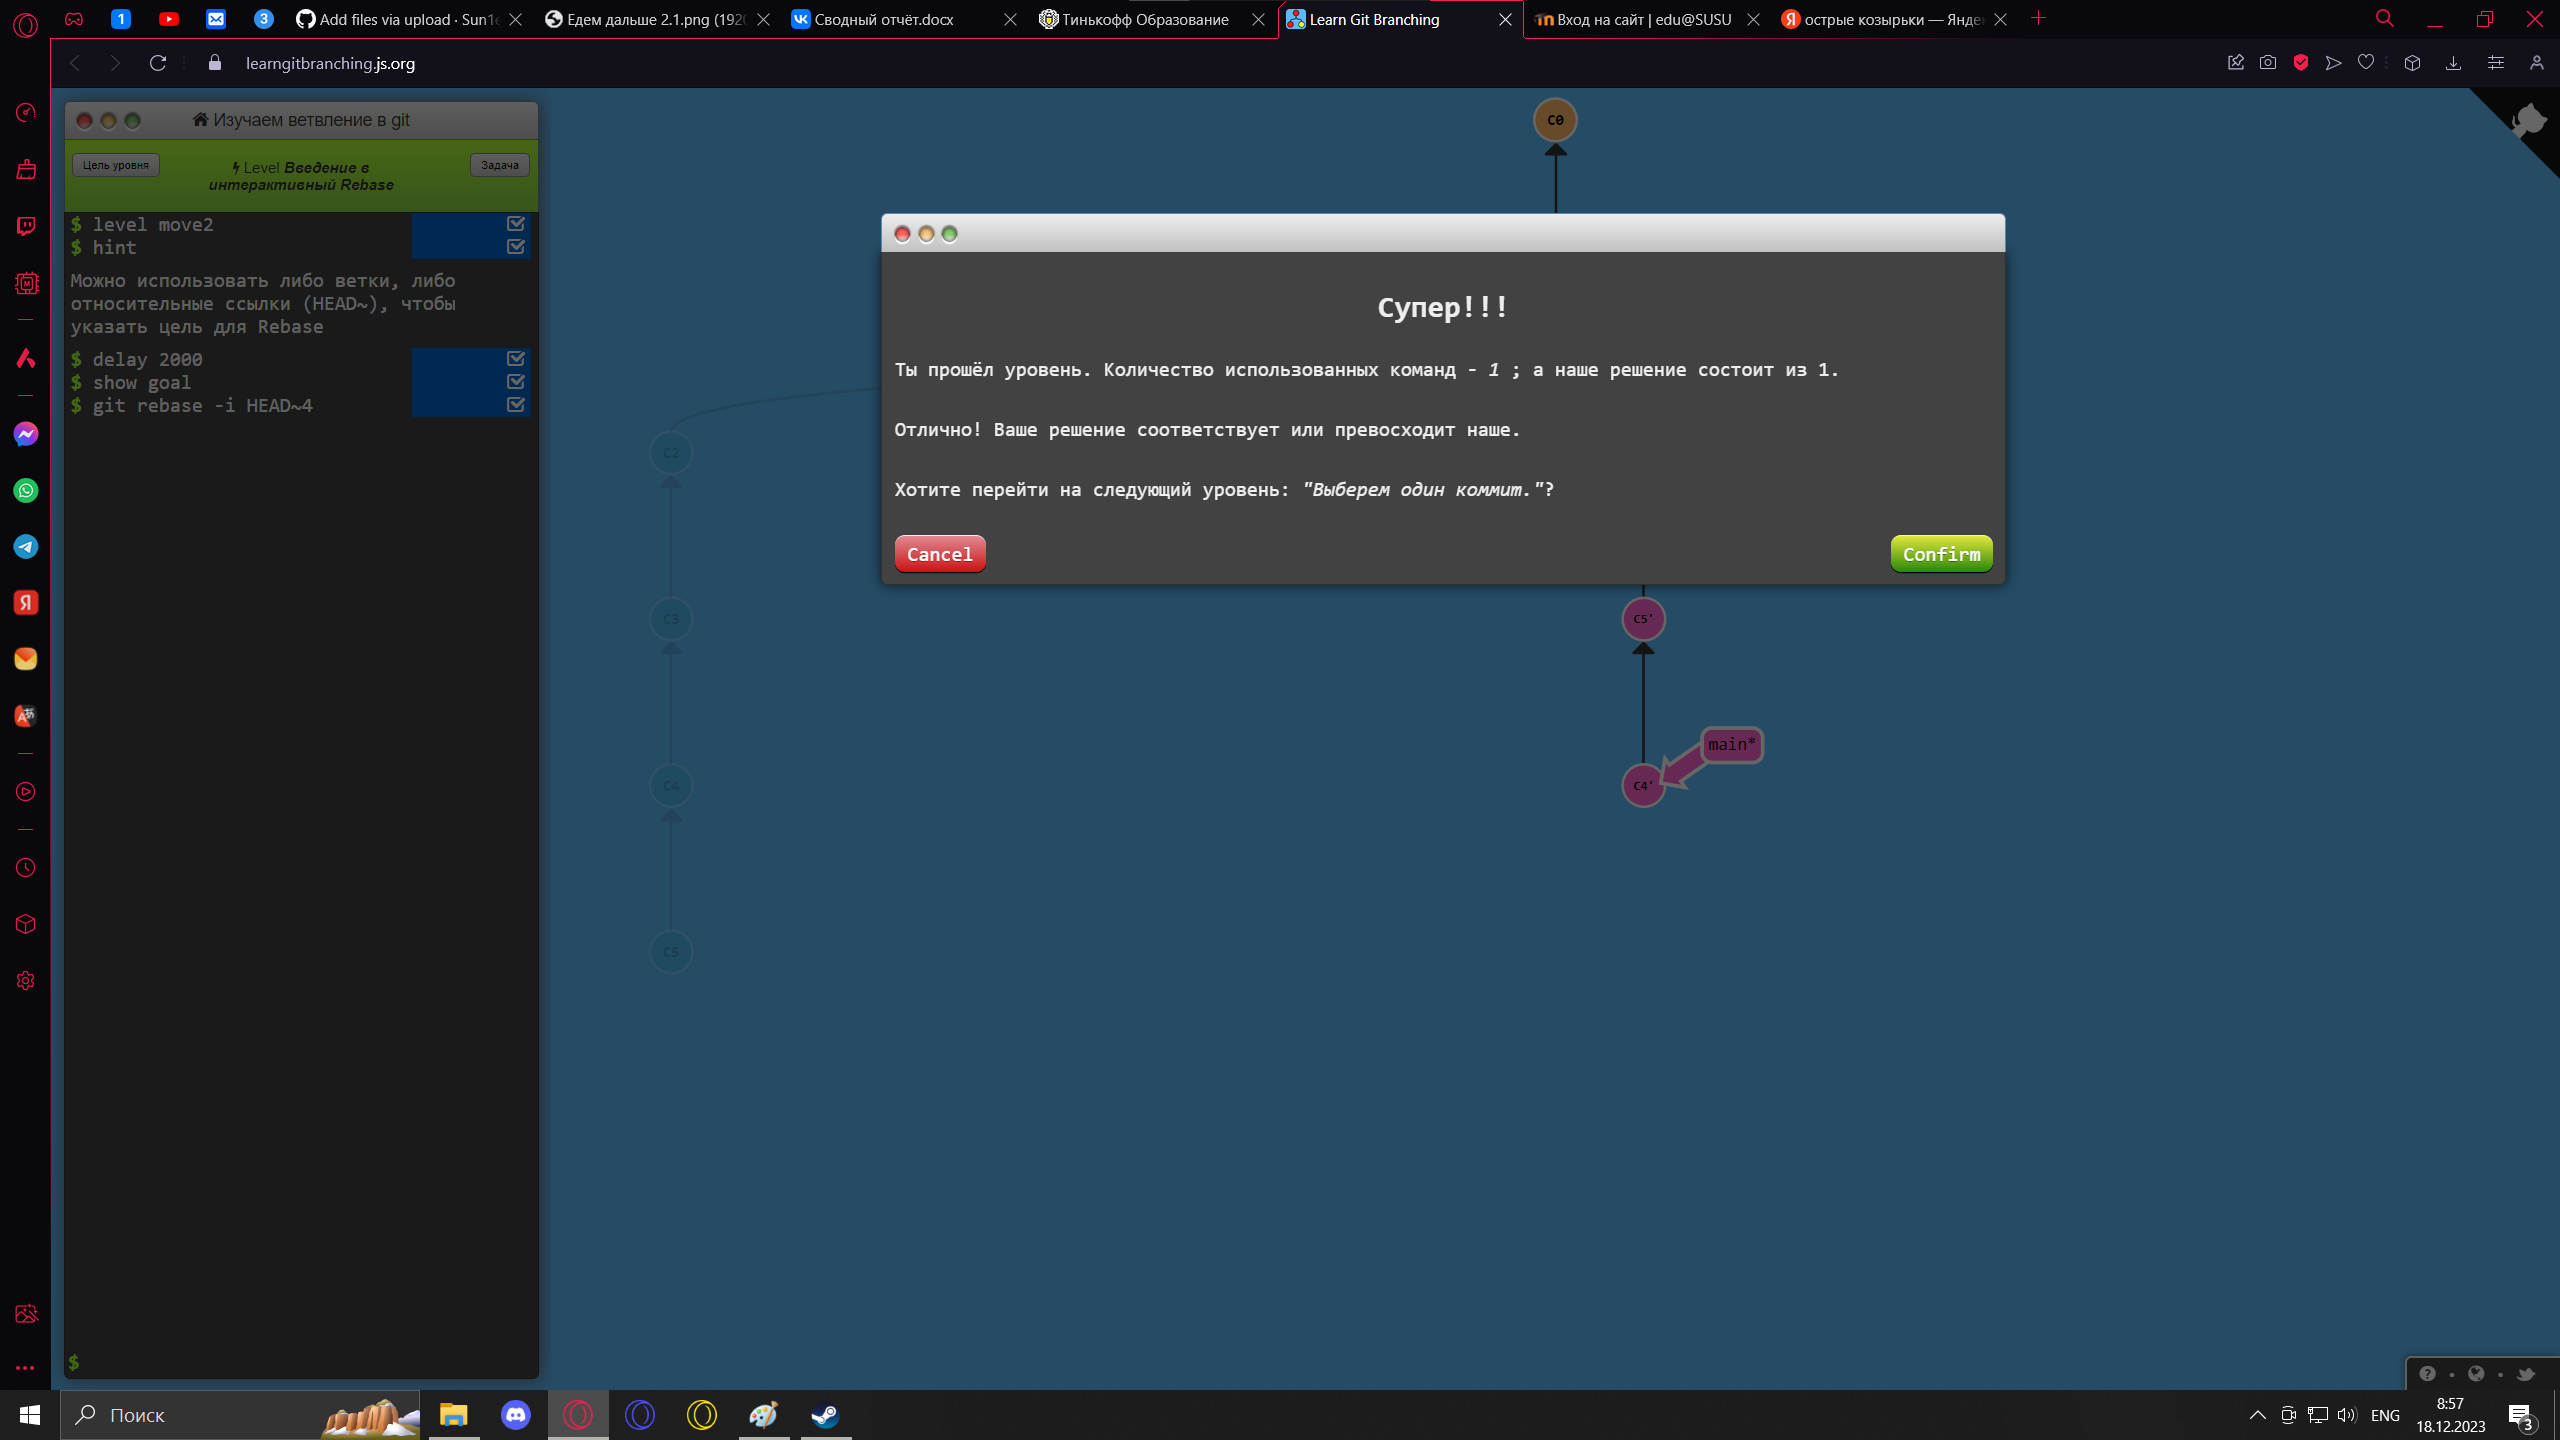 1
3
Add files via upload · Sun1
Едем дальше 2.1.png (192
Сводный отчёт.docx
Тинькофф Образование
Learn Git Branching
Вход на сайт | edu@SUSU
острые козырьки — Янде
learngitbranching.js.org
Изучаем ветвление в git
Цель уровня
Level Введение в
интерактивный Rebase
Задача
$ level move2
$ hint
Можно использовать либо ветки, либо
относительные ссылки (HEAD~), чтобы
указать цель для Rebase
$ delay 2000
$ show goal
$ git rebase -i HEAD~4
$
C0
Супер!!!
Ты прошёл уровень. Количество использованных команд - 1 ; а наше решение состоит из 1.
Отлично! Ваше решение соответствует или превосходит наше.
Хотите перейти на следующий уровень: "Выберем один коммит."?
Cancel
Confirm
C2
C3
C4
C5
C5'
main*
C4'
Поиск
ENG
8:57
18.12.2023
3